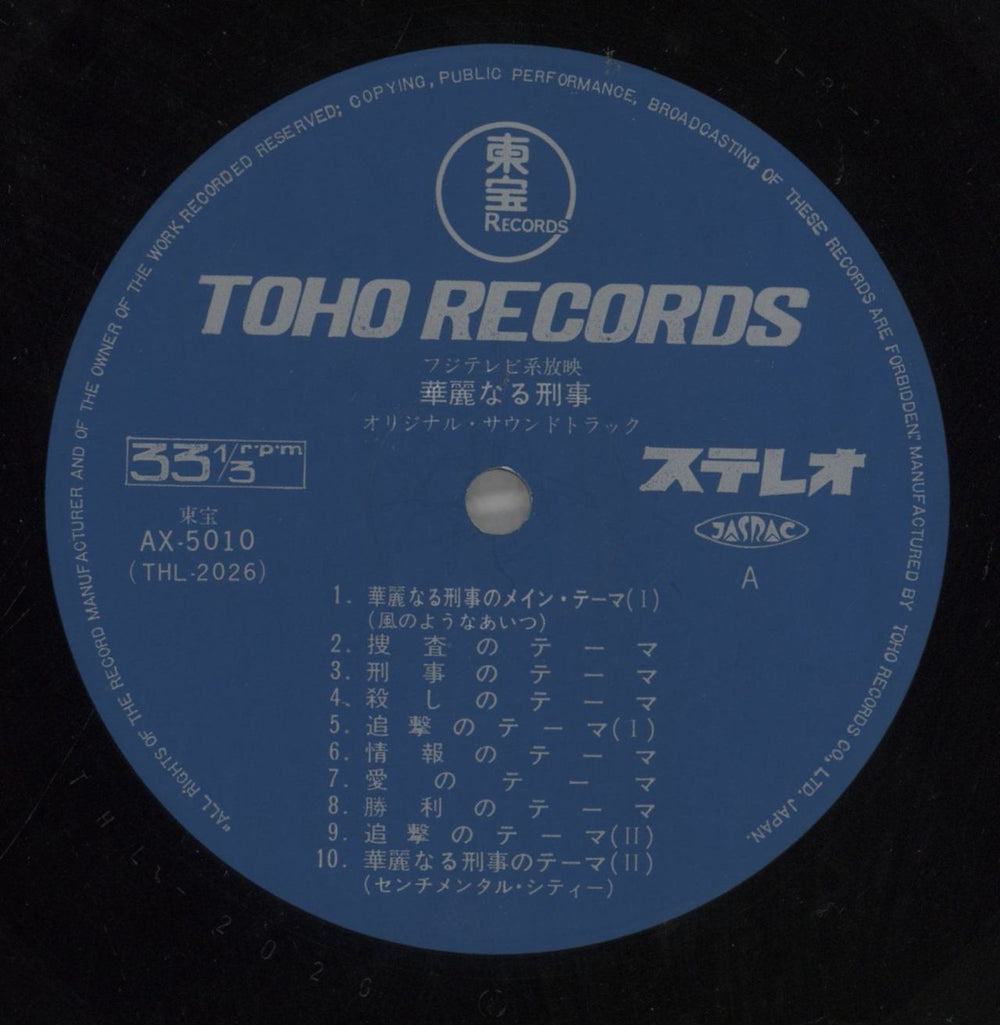 "ALL RIGHTS OF THE RECORD MANUFACTURER AND OF THE OWNER OF THE WORK RECORDED RESERVED; COPYING, PUBLIC PERFORMANCE, BROADCASTING OF THESE RECORDS ARE FORBIDDEN." MANUFACTURED BY TOHO RECORDS CO., LTD. JAPAN.
東宝
RECORDS
TOHO RECORDS
フジテレビ系放映
華麗なる刑事
オリジナル・サウンドトラック
33 1/3 r・p・m
ステレオ
東宝
AX-5010
(THL-2026)
JASRAC
A
1. 華麗なる刑事のメイン・テーマ(I)
(風のようなあいつ)
2. 捜査のテーマ
3. 刑事のテーマ
4. 殺しのテーマ
5. 追撃のテーマ(I)
6. 情報のテーマ
7. 愛のテーマ
8. 勝利のテーマ
9. 追撃のテーマ(II)
10. 華麗なる刑事のテーマ(II)
(センチメンタル・シティー)